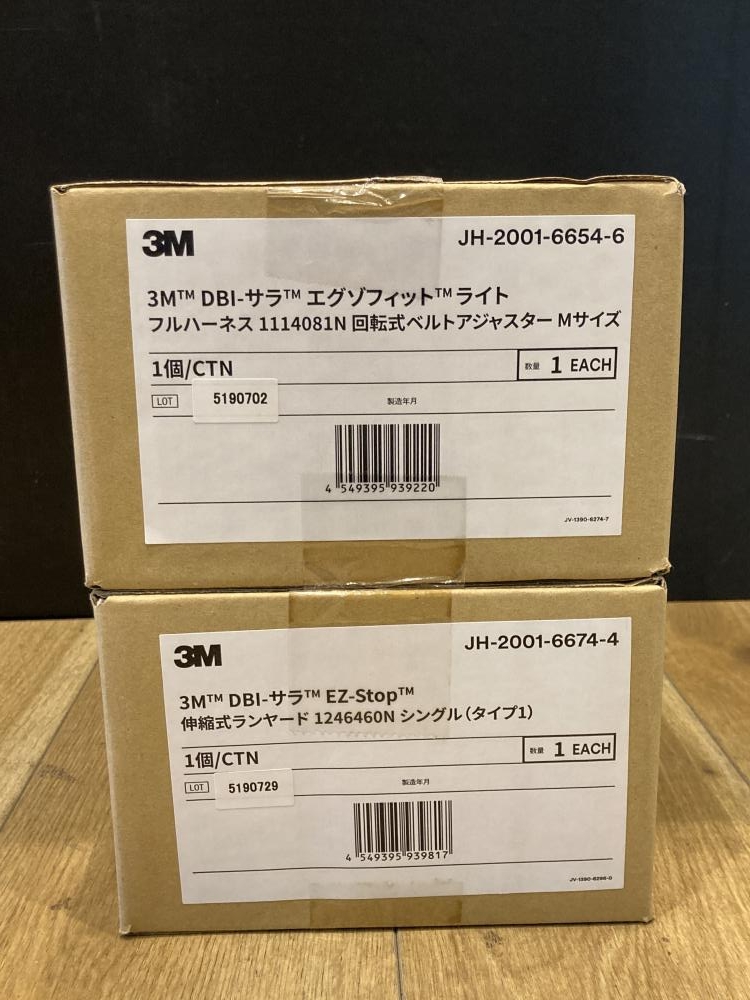 3M
JH-2001-6654-6
3M™ DBI-サラ™ エグゾフィット™ ライト
フルハーネス 1114081N 回転式ベルトアジャスター Mサイズ
1個/CTN
数量 1 EACH
LOT 5190702 製造年月
4 549395 939220
JV-1390-6274-7
3M
JH-2001-6674-4
3M™ DBI-サラ™ EZ-Stop™
伸縮式ランヤード 1246460N シングル(タイプ1)
1個/CTN
数量 1 EACH
LOT 5190729 製造年月
4 549395 939817
JV-1390-6296-0